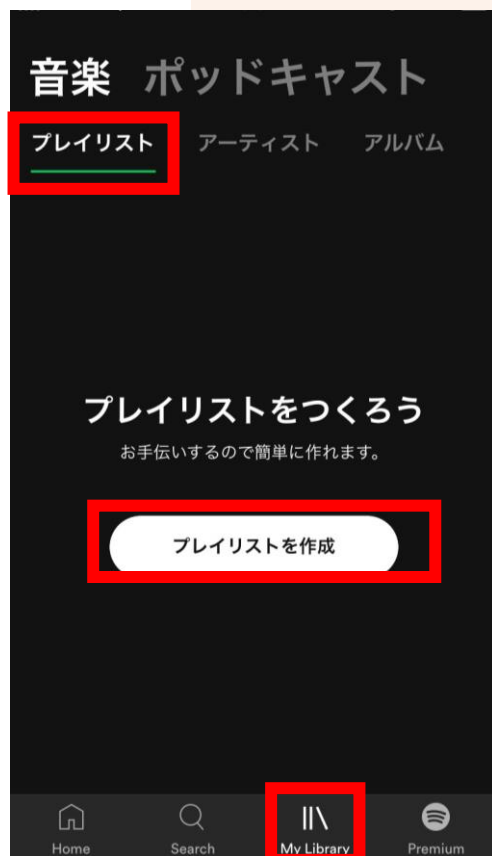 音楽 ポッドキャスト
プレイリスト アーティスト アルバム
プレイリストをつくろう
お手伝いするので簡単に作れます。
プレイリストを作成
Home Search My Library Premium